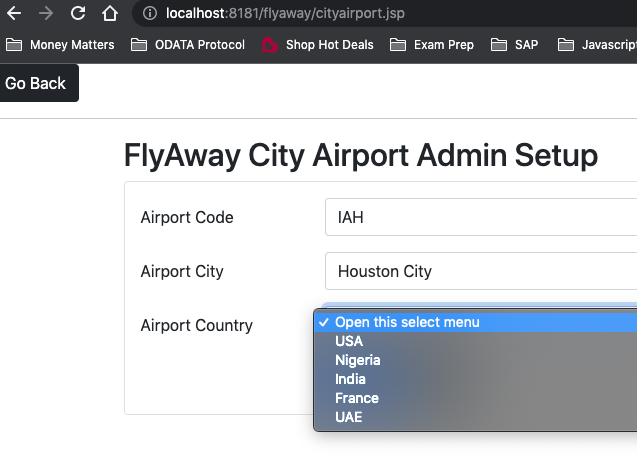 localhost:8181/flyaway/cityairport.jsp
Money Matters ODATA Protocol Shop Hot Deals Exam Prep SAP Javascrip
Go Back
FlyAway City Airport Admin Setup
Airport Code IAH
Airport City Houston City
Airport Country
✓ Open this select menu
USA
Nigeria
India
France
UAE